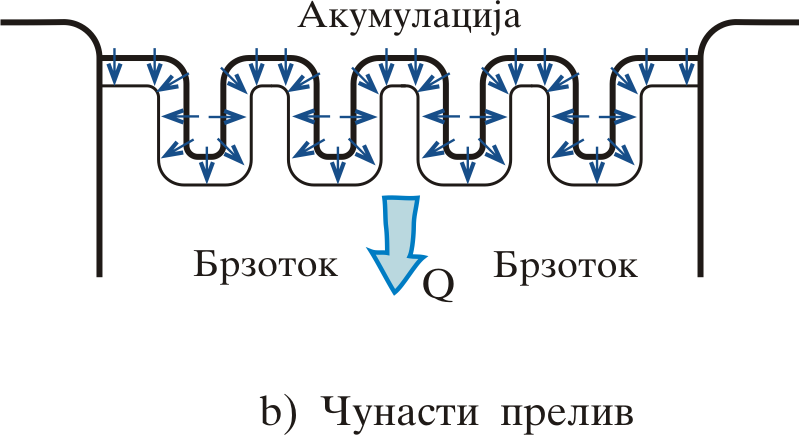 Акумулација
Брзоток Брзоток
Q
b) Чунасти прелив